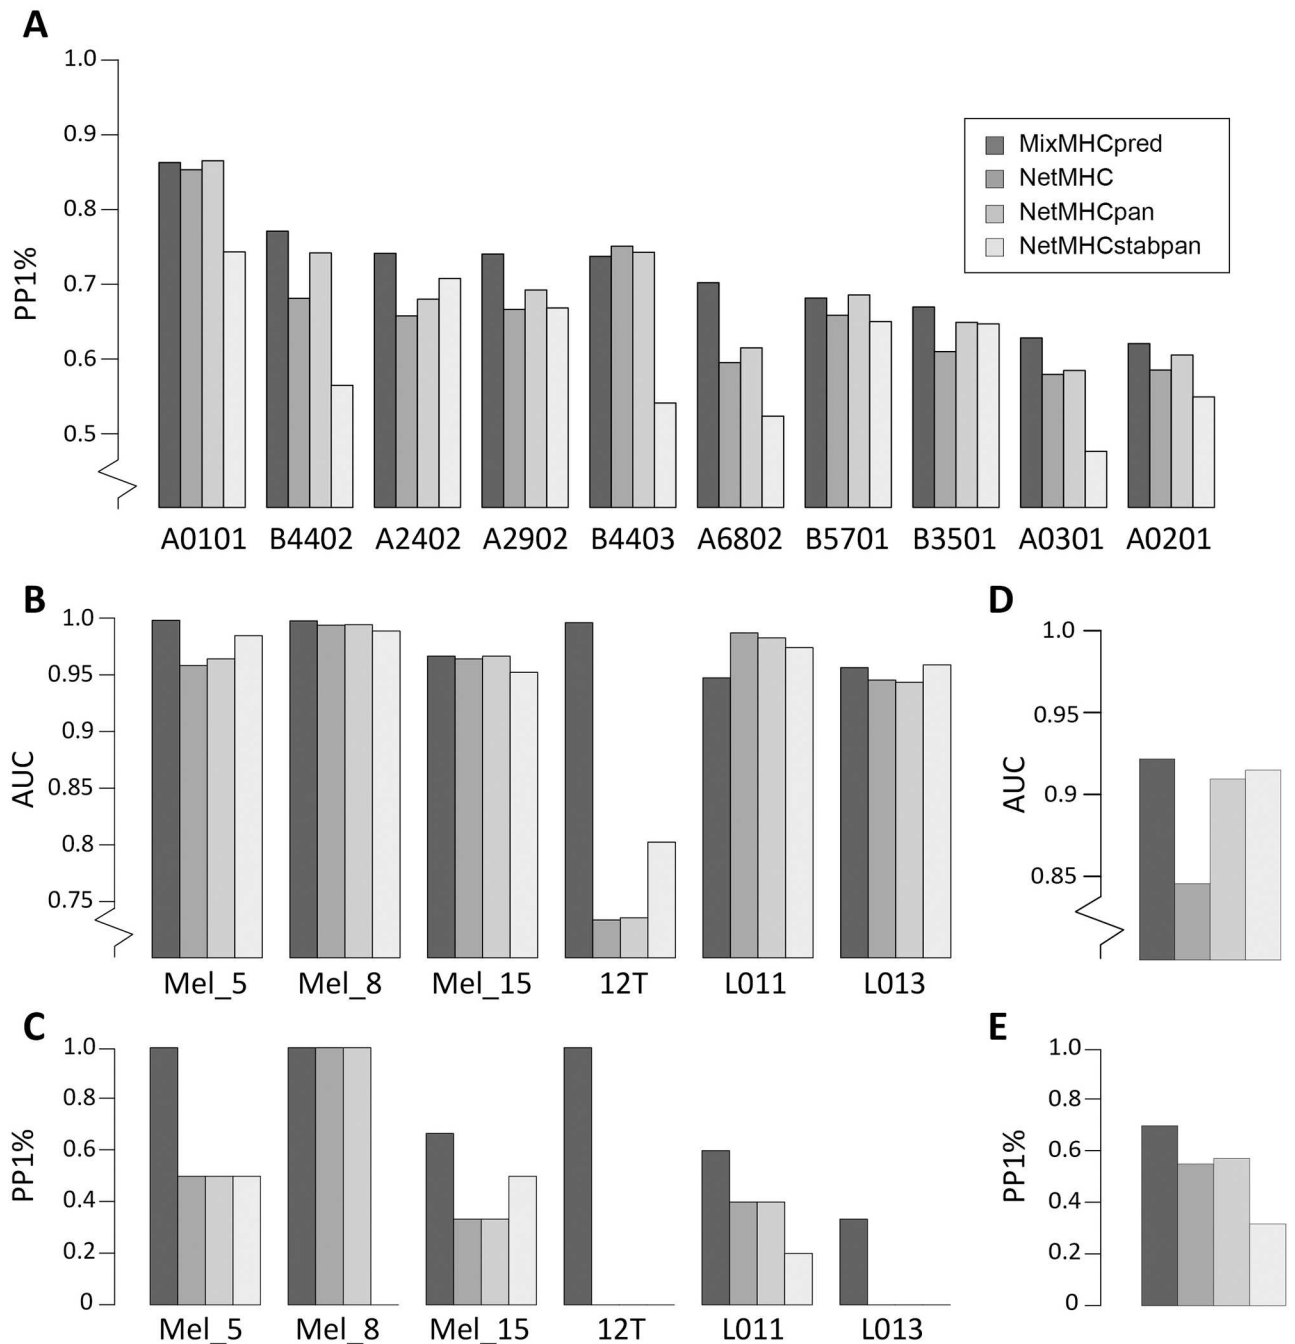 A
1.0
0.9
0.8
0.7
0.6
0.5
PP1%
MixMHCpred
NetMHC
NetMHCpan
NetMHCstabpan
A0101 B4402 A2402 A2902 B4403 A6802 B5701 B3501 A0301 A0201
B
1.0
0.95
0.9
0.85
0.8
0.75
AUC
Mel_5 Mel_8 Mel_15 12T L011 L013
D
1.0
0.95
0.9
0.85
AUC
C
1.0
0.8
0.6
0.4
0.2
0
PP1%
Mel_5 Mel_8 Mel_15 12T L011 L013
E
1.0
0.8
0.6
0.4
0.2
0
PP1%